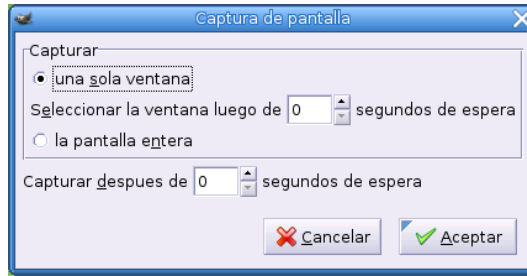 Captura de pantalla
Capturar
una sola ventana
Seleccionar la ventana luego de 0 segundos de espera
la pantalla entera
Capturar despues de 0 segundos de espera
Cancelar Aceptar